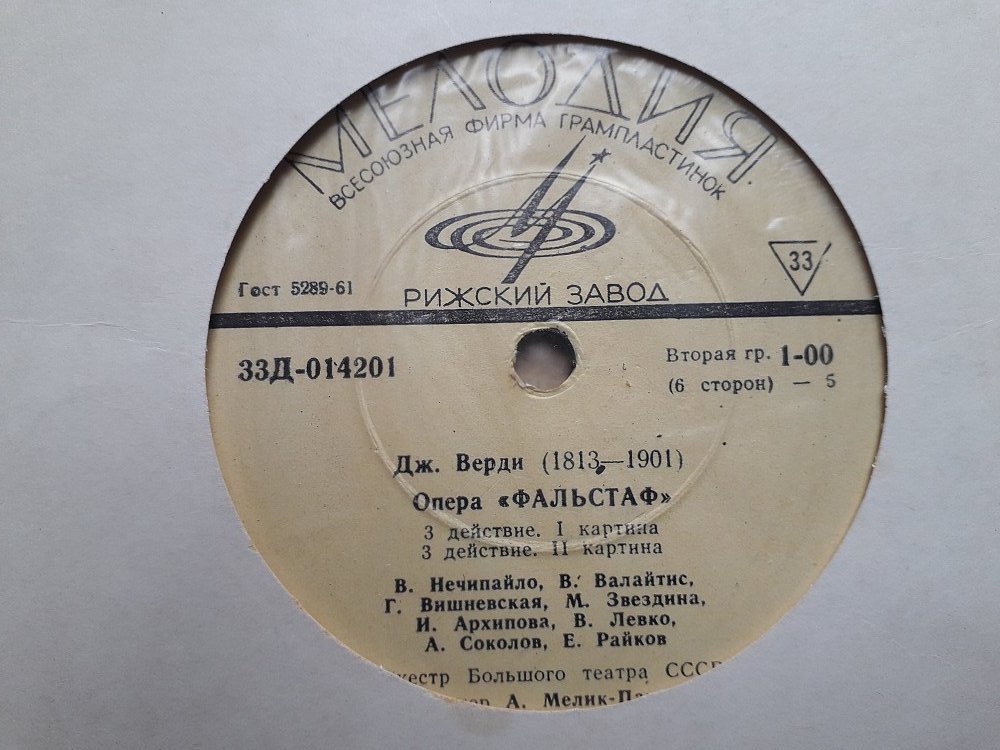 МЕЛОДИЯ
ВСЕСОЮЗНАЯ ФИРМА ГРАМПЛАСТИНОК
Гост 5289-61
33
РИЖСКИЙ ЗАВОД
33Д-014201
Вторая гр. 1-00
(6 сторон) — 5
Дж. Верди (1813—1901)
Опера «ФАЛЬСТАФ»
3 действие. I картина
3 действие. II картина
В. Нечипайло, В. Валайтис,
Г. Вишневская, М. Звездина,
И. Архипова, В. Левко,
А. Соколов, Е. Райков
Большого театра СССР
А. Мелик-